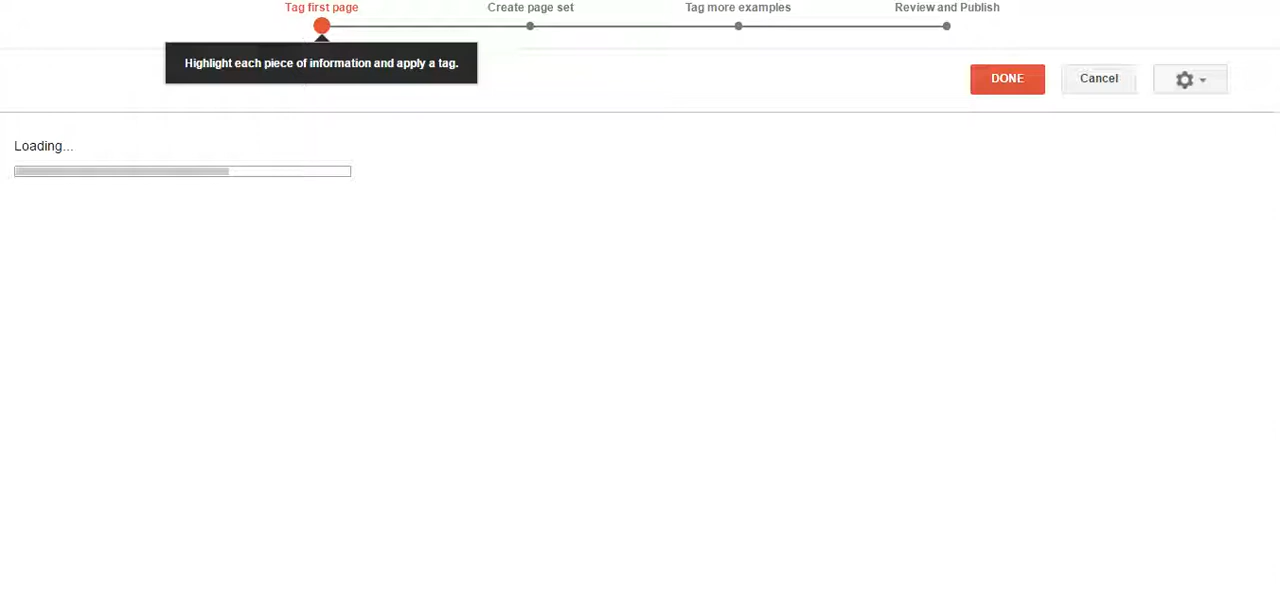 Tag first page
Create page set
Tag more examples
Review and Publish
Highlight each piece of information and apply a tag.
DONE
Cancel
Loading...